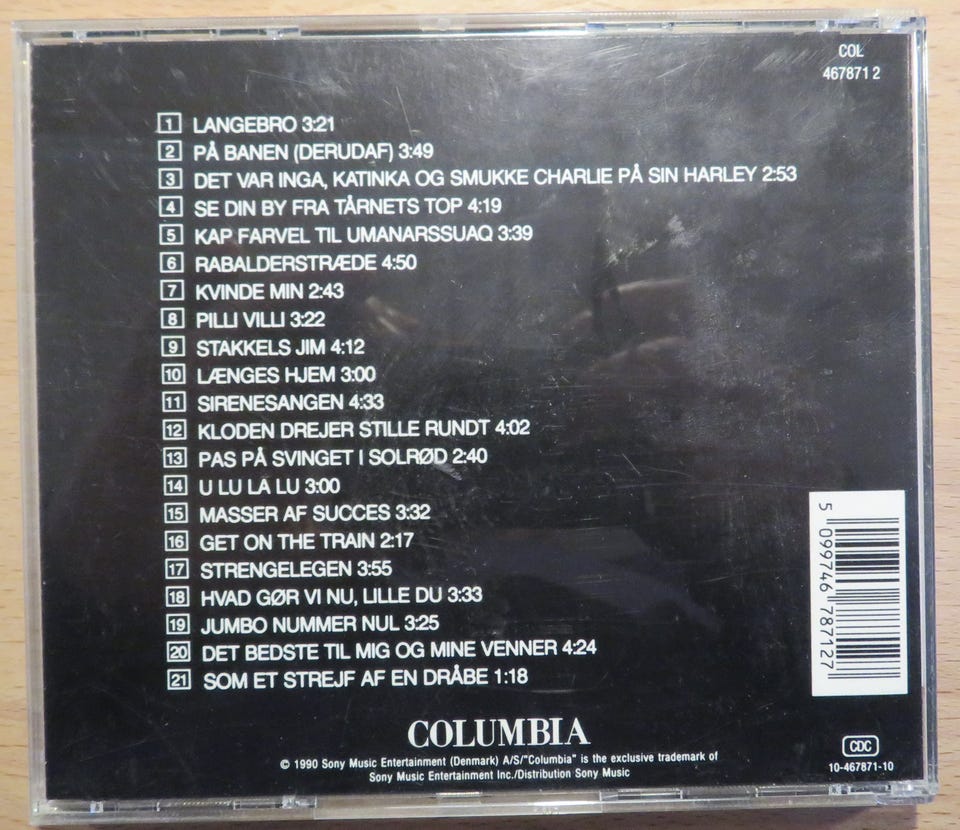 COL
467871 2
1 LANGEBRO 3:21
2 PÅ BANEN (DERUDAF) 3:49
3 DET VAR INGA, KATINKA OG SMUKKE CHARLIE PÅ SIN HARLEY 2:53
4 SE DIN BY FRA TÅRNETS TOP 4:19
5 KAP FARVEL TIL UMANARSSUAQ 3:39
6 RABALDERSTRÆDE 4:50
7 KVINDE MIN 2:43
8 PILLI VILLI 3:22
9 STAKKELS JIM 4:12
10 LÆNGES HJEM 3:00
11 SIRENESANGEN 4:33
12 KLODEN DREJER STILLE RUNDT 4:02
13 PAS PÅ SVINGET I SOLRØD 2:40
14 U LU LA LU 3:00
15 MASSER AF SUCCES 3:32
16 GET ON THE TRAIN 2:17
17 STRENGELEGEN 3:55
18 HVAD GØR VI NU, LILLE DU 3:33
19 JUMBO NUMMER NUL 3:25
20 DET BEDSTE TIL MIG OG MINE VENNER 4:24
21 SOM ET STREJF AF EN DRÅBE 1:18
5 099746 787127
COLUMBIA
© 1990 Sony Music Entertainment (Denmark) A/S/"Columbia" is the exclusive trademark of
Sony Music Entertainment Inc./Distribution Sony Music
CDC
10-467871-10